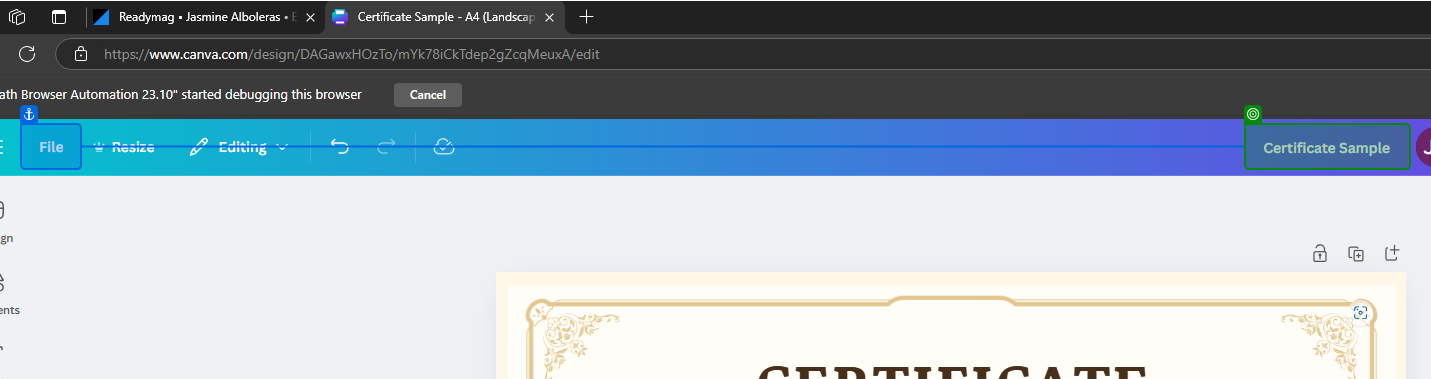 Readymag • Jasmine Alboleras • E
Certificate Sample - A4 (Landscap
https://www.canva.com/design/DAGawxHOzTo/mYk78iCkTdep2gZcqMeuxA/edit
ath Browser Automation 23.10" started debugging this browser Cancel
File Resize Editing Certificate Sample J
gn
ents
CERTIFICATE